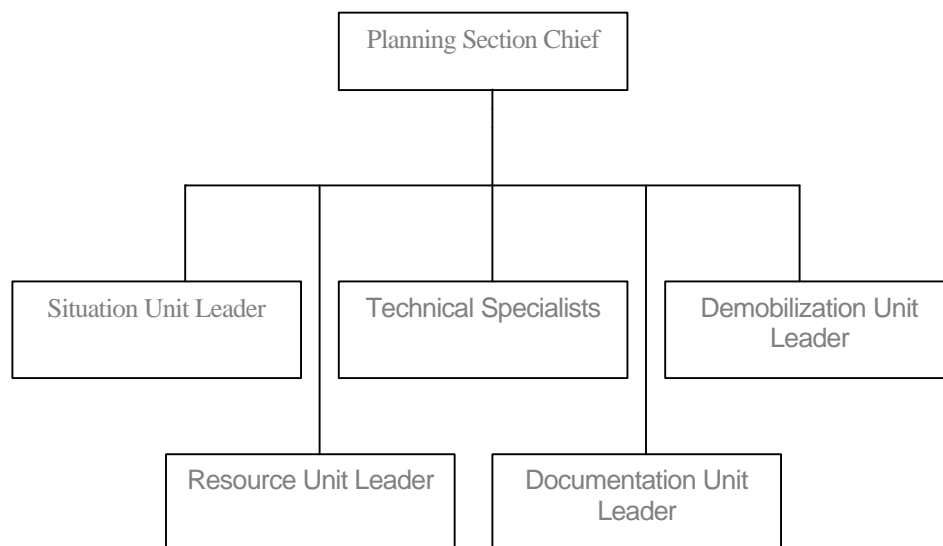 Planning Section Chief
Situation Unit Leader
Technical Specialists
Demobilization Unit
Leader
Resource Unit Leader
Documentation Unit
Leader